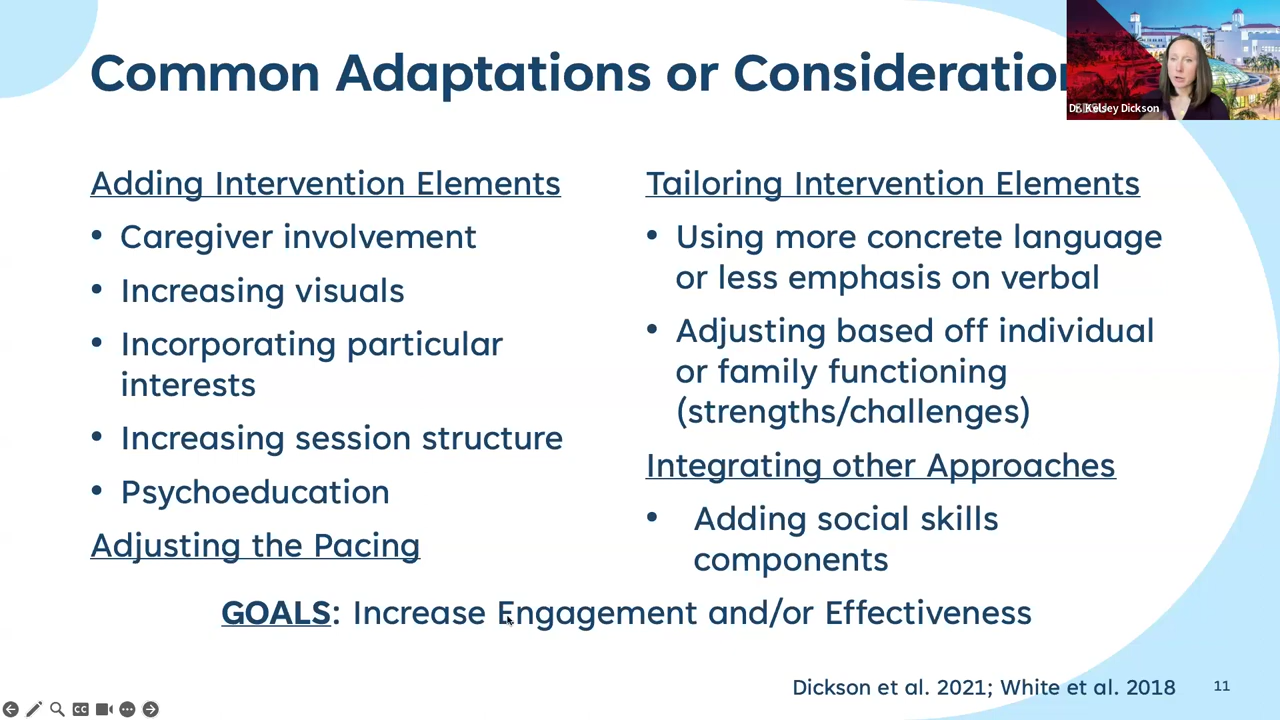 Common Adaptations or Consideration
Dr. Kelsey Dickson
Adding Intervention Elements
• Caregiver involvement
• Increasing visuals
• Incorporating particular
interests
• Increasing session structure
• Psychoeducation
Adjusting the Pacing
Tailoring Intervention Elements
• Using more concrete language
or less emphasis on verbal
• Adjusting based off individual
or family functioning
(strengths/challenges)
Integrating other Approaches
• Adding social skills
components
GOALS: Increase Engagement and/or Effectiveness
Dickson et al. 2021; White et al. 2018
11
CC